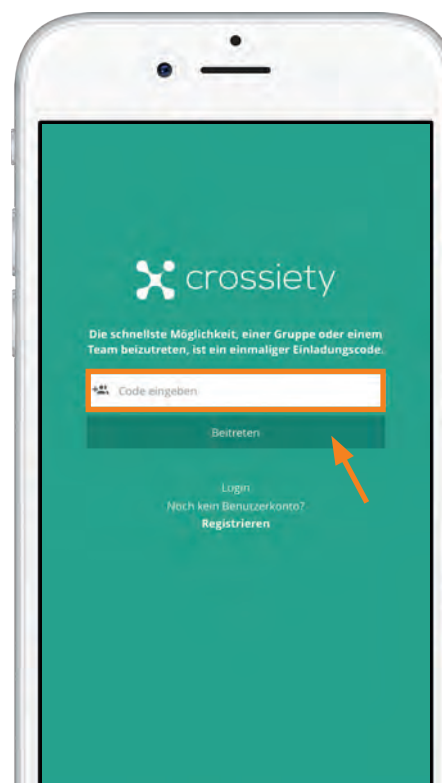 crossiety
Die schnellste Möglichkeit, einer Gruppe oder einem
Team beizutreten, ist ein einmaliger Einladungscode.
Code eingeben
Beitreten
Login
Noch kein Benutzerkonto?
Registrieren